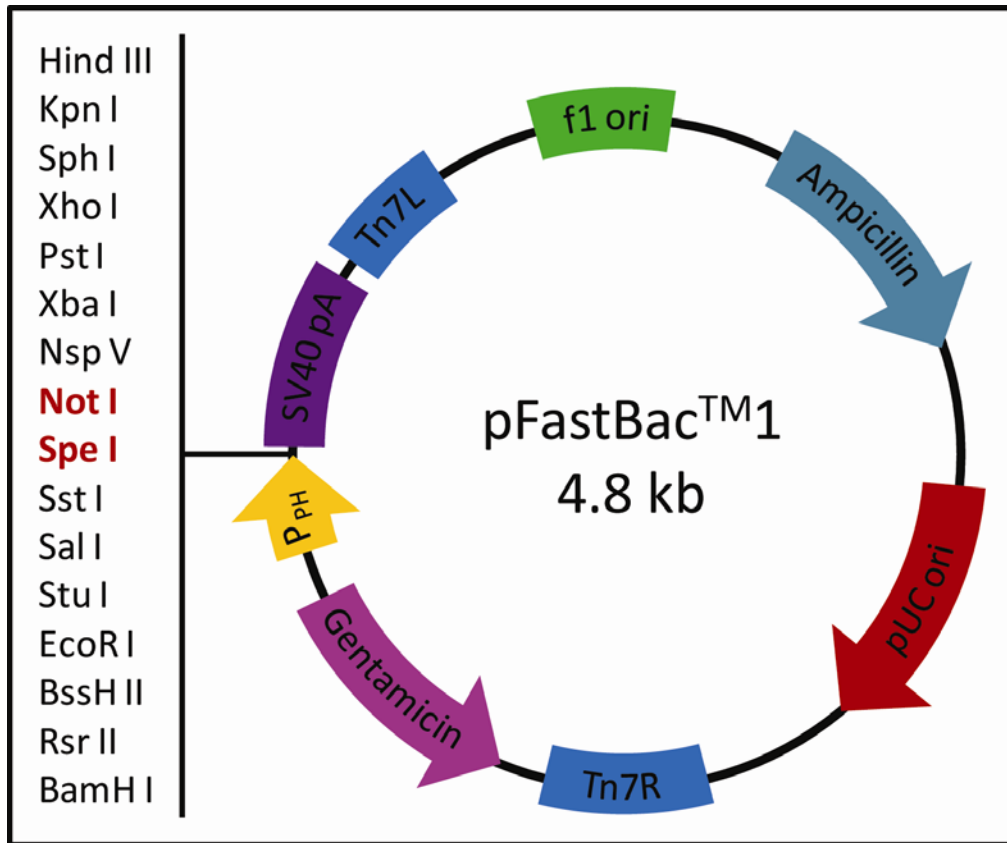 Hind III
Kpn I
Sph I
Xho I
Pst I
Xba I
Nsp V
Not I
Spe I
Sst I
Sal I
Stu I
EcoR I
BssH II
Rsr II
BamH I
f1 ori
Ampicillin
pUC ori
Tn7R
Gentamicin
PPH
SV40 pA
Tn7L
pFastBac™1
4.8 kb